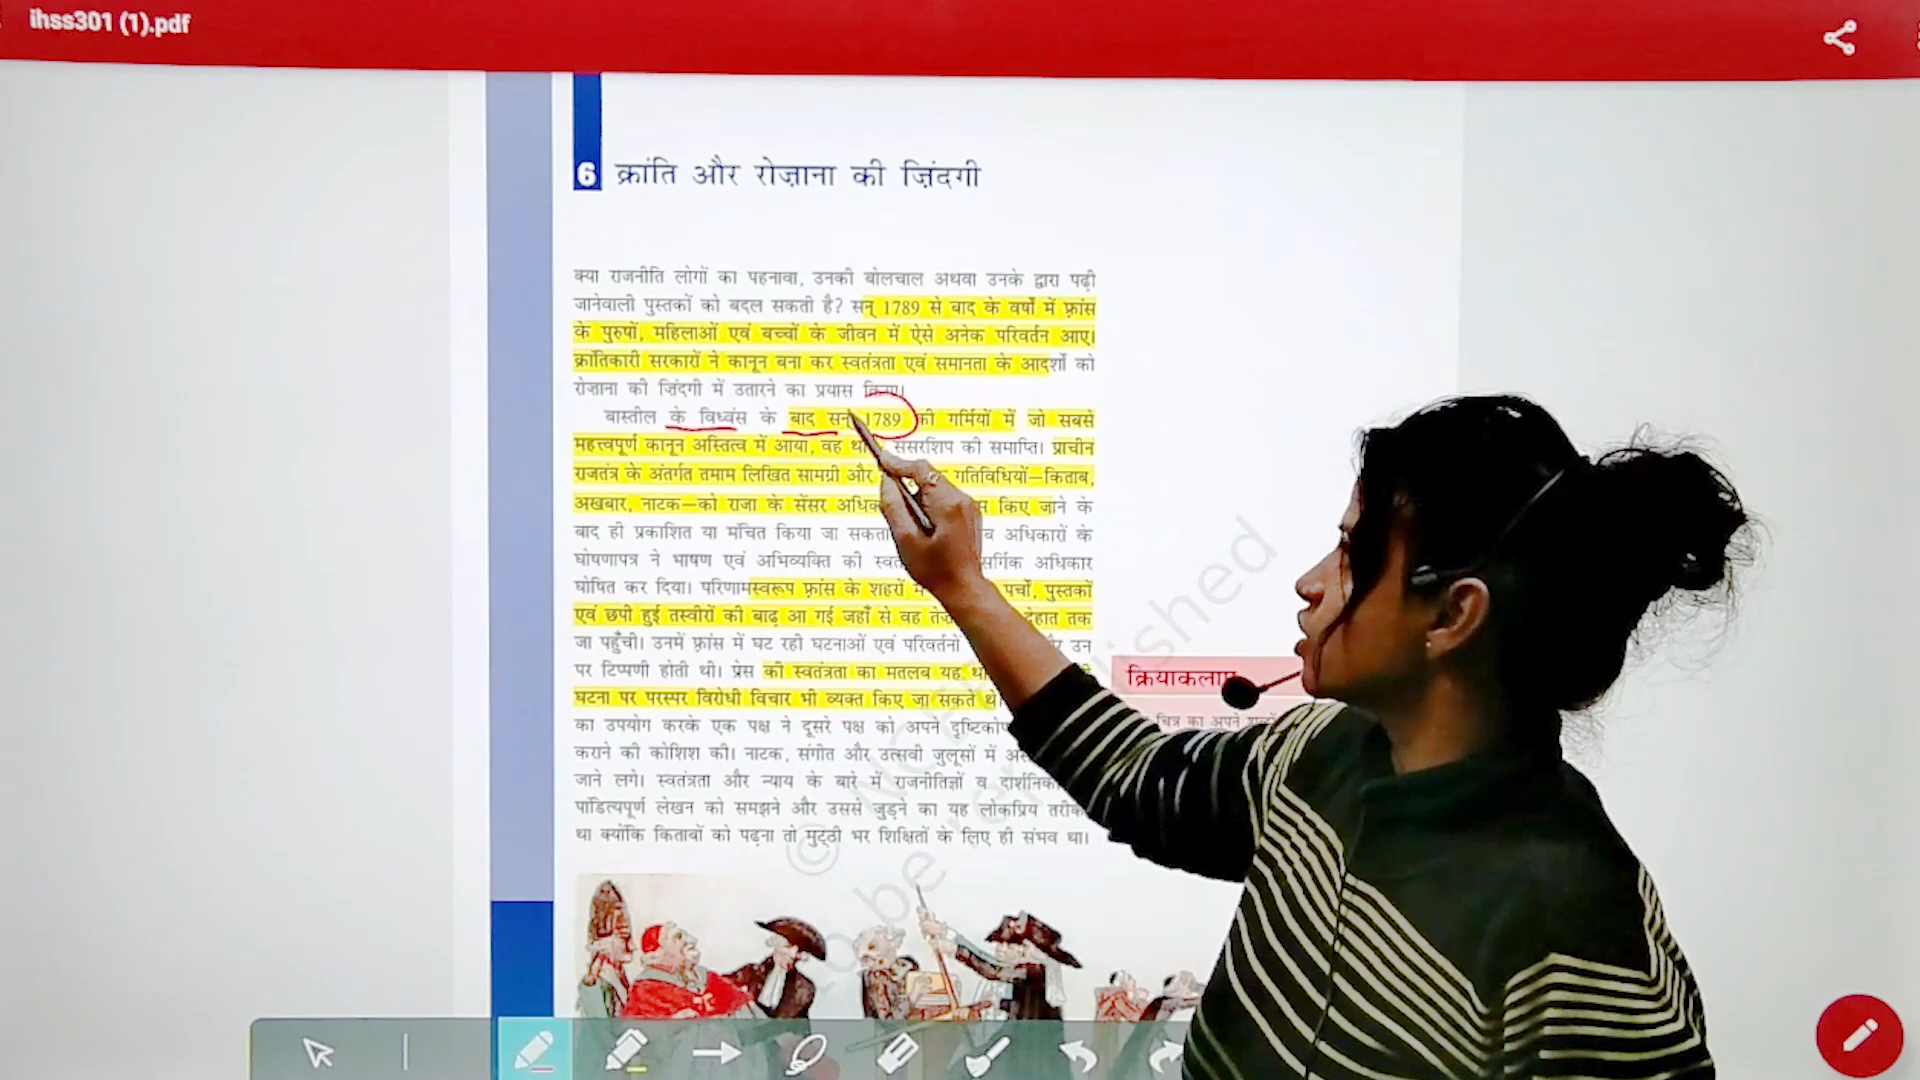 ihss301 (1).pdf
6 क्रांति और रोज़ाना की ज़िंदगी
क्या राजनीति लोगों का पहनावा, उनकी बोलचाल अथवा उनके द्वारा पढ़ी
जानेवाली पुस्तकों को बदल सकती है? सन् 1789 से बाद के वर्षों में फ़्रांस
के पुरुषों, महिलाओं एवं बच्चों के जीवन में ऐसे अनेक परिवर्तन आए।
क्रांतिकारी सरकारों ने कानून बना कर स्वतंत्रता एवं समानता के आदर्शों को
रोज़ाना की ज़िंदगी में उतारने का प्रयास किया।
बास्तील के विध्वंस के बाद सन् 1789 की गर्मियों में जो सबसे
महत्त्वपूर्ण कानून अस्तित्व में आया, वह था सेंसरशिप की समाप्ति। प्राचीन
राजतंत्र के अंतर्गत तमाम लिखित सामग्री और गतिविधियों—किताब,
अखबार, नाटक—को राजा के सेंसर किए जाने के
बाद ही प्रकाशित या मंचित किया जा सकता अधिकारों के
घोषणापत्र ने भाषण एवं अभिव्यक्ति की अधिकार
घोषित कर दिया। परिणामस्वरूप फ़्रांस के शहरों में पर्चों, पुस्तकों
एवं छपी हुई तस्वीरों की बाढ़ आ गई जहाँ से वह देहात तक
जा पहुँची। उनमें फ़्रांस में घट रही घटनाओं एवं परिवर्तनों उन
पर टिप्पणी होती थी। प्रेस की स्वतंत्रता का मतलब यह
घटना पर परस्पर विरोधी विचार भी व्यक्त किए जा सकते थे
का उपयोग करके एक पक्ष ने दूसरे पक्ष को अपने
कराने की कोशिश की। नाटक, संगीत और उत्सवी जुलूसों में
जाने लगे। स्वतंत्रता और न्याय के बारे में राजनीतिज्ञों व
पांडित्यपूर्ण लेखन को समझने और उससे जुड़ने का यह लोकप्रिय
था क्योंकि किताबों को पढ़ना तो मुट्ठी भर शिक्षितों के लिए ही संभव था।
क्रियाकलाप
चित्र का अपने